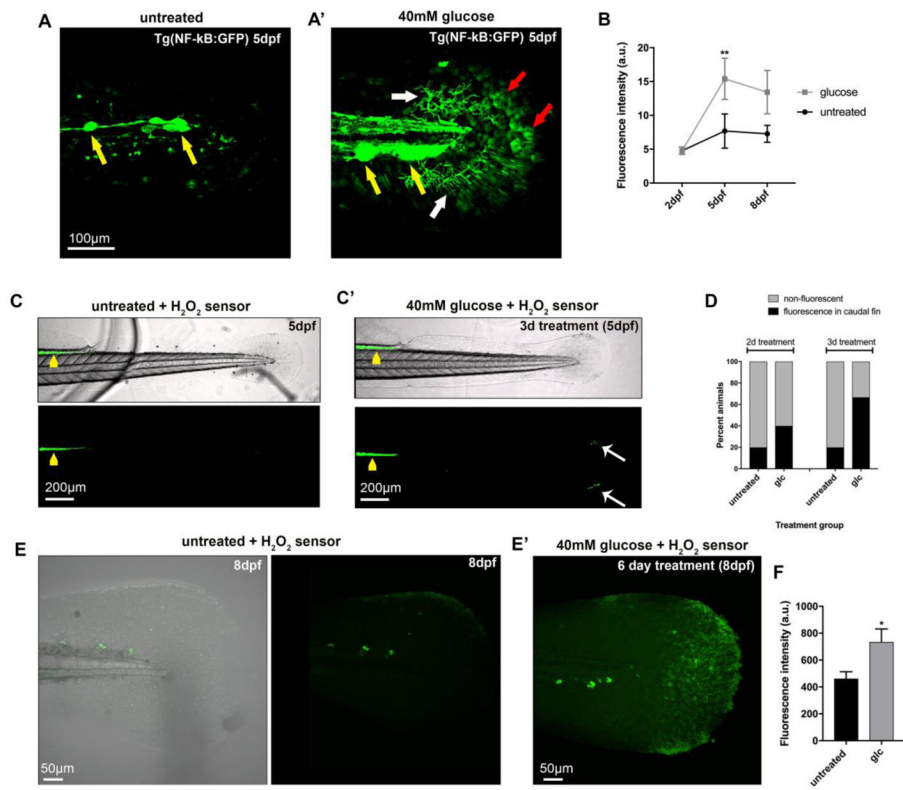 A
untreated
Tg(NF-kB:GFP) 5dpf
100µm
A'
40mM glucose
Tg(NF-kB:GFP) 5dpf
B
Fluorescence intensity (a.u.)
20
15
10
5
0
**
2dpf
5dpf
8dpf
glucose
untreated
C
untreated + H₂O₂ sensor
5dpf
200µm
C'
40mM glucose + H₂O₂ sensor
3d treatment (5dpf)
200µm
D
non-fluorescent
fluorescence in caudal fin
2d treatment
3d treatment
Percent animals
100
80
60
40
20
0
untreated
glc
untreated
glc
Treatment group
E
untreated + H₂O₂ sensor
8dpf
50µm
8dpf
E'
40mM glucose + H₂O₂ sensor
6 day treatment (8dpf)
50µm
F
Fluorescence intensity (a.u.)
1000
800
600
400
200
0
*
untreated
glc